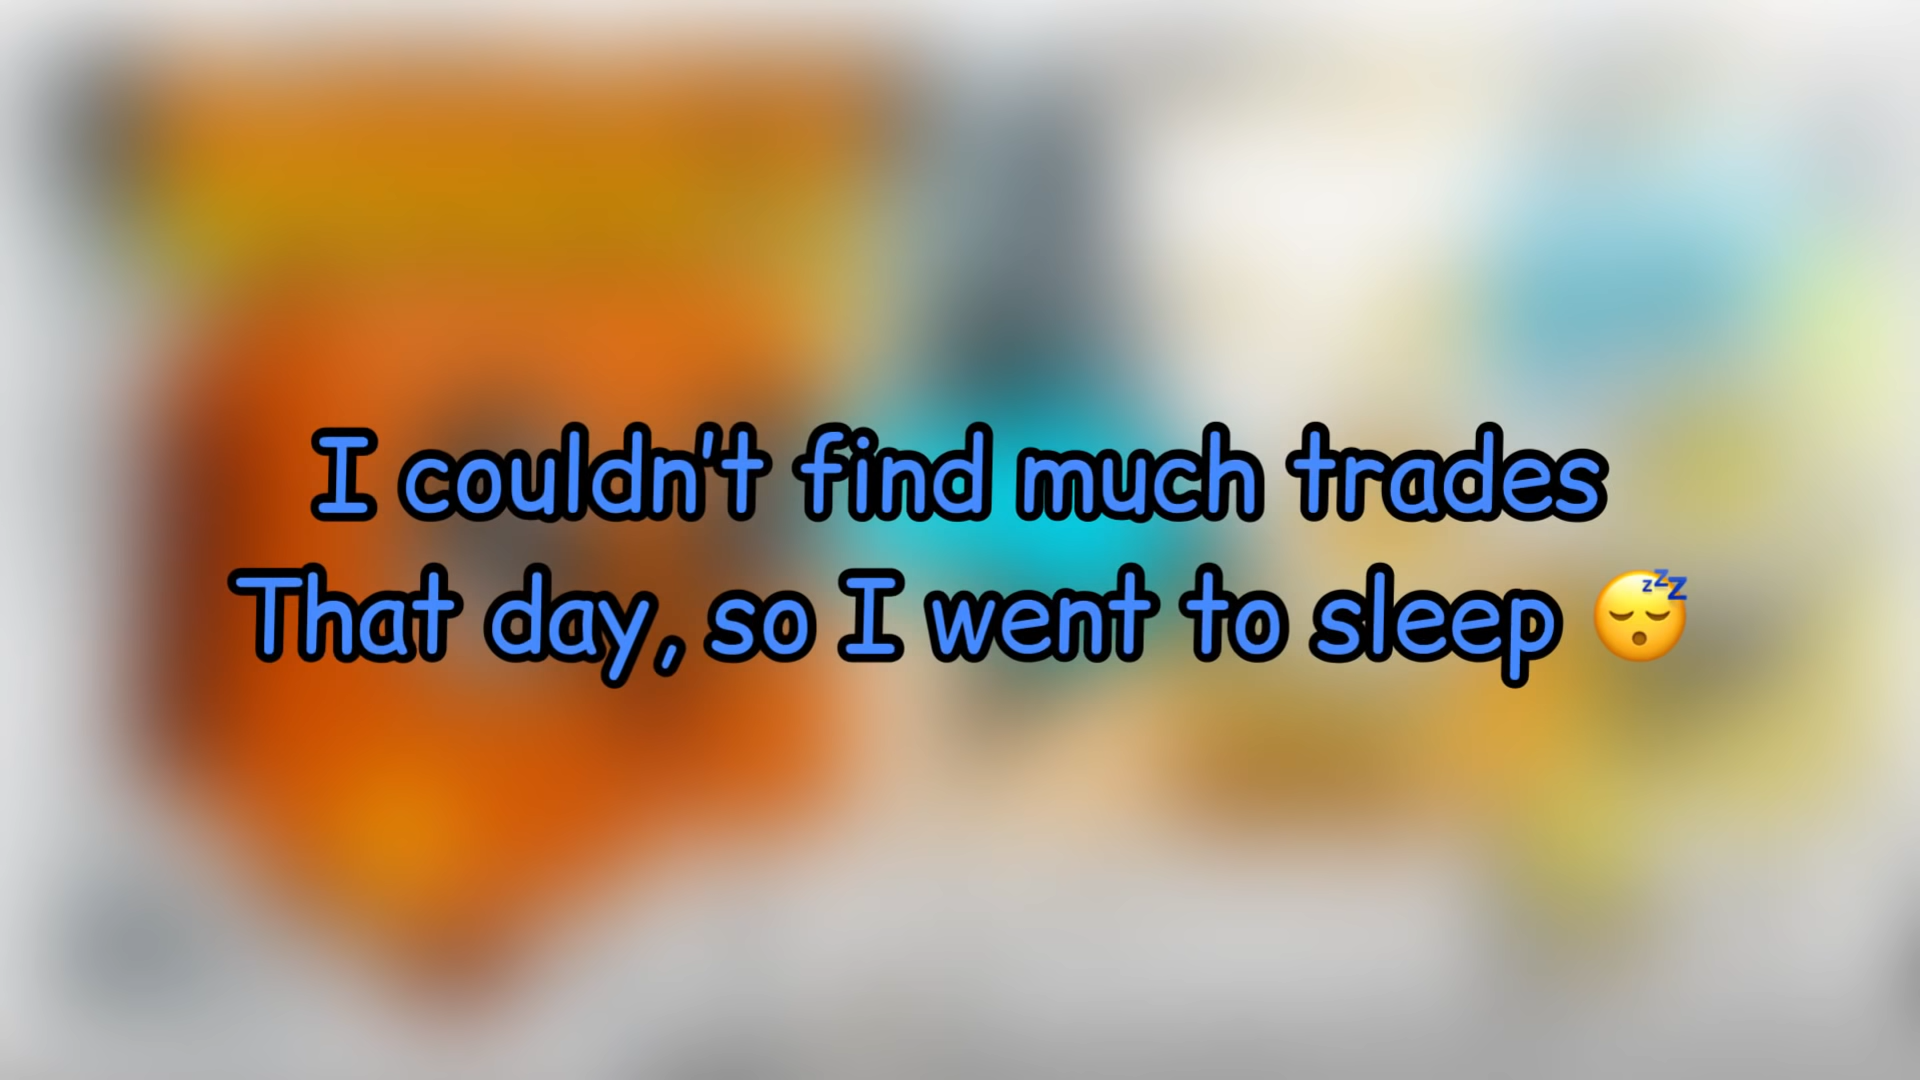 I couldn't find much trades
That day, so I went to sleep 😴